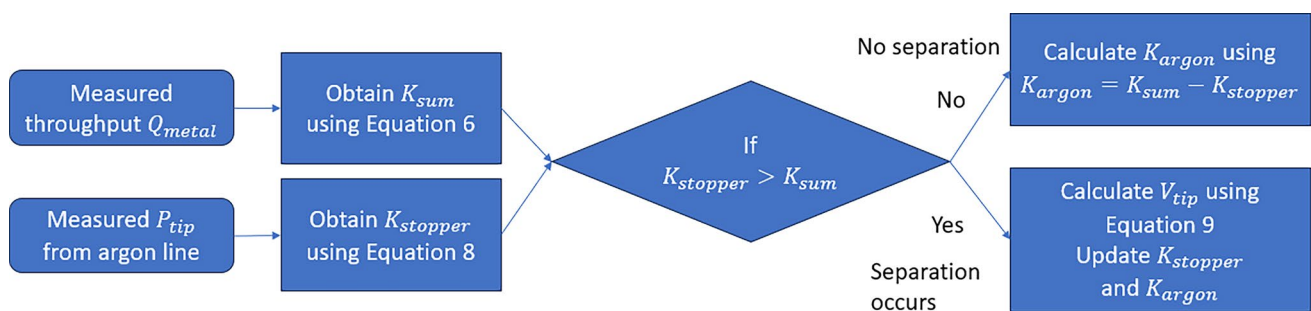 Measured
throughput Q_metal
Obtain K_sum
using Equation 6
Measured P_tip
from argon line
Obtain K_stopper
using Equation 8
If
K_stopper > K_sum
No separation
No
Calculate K_argon using
K_argon = K_sum − K_stopper
Yes
Separation
occurs
Calculate V_tip using
Equation 9
Update K_stopper
and K_argon